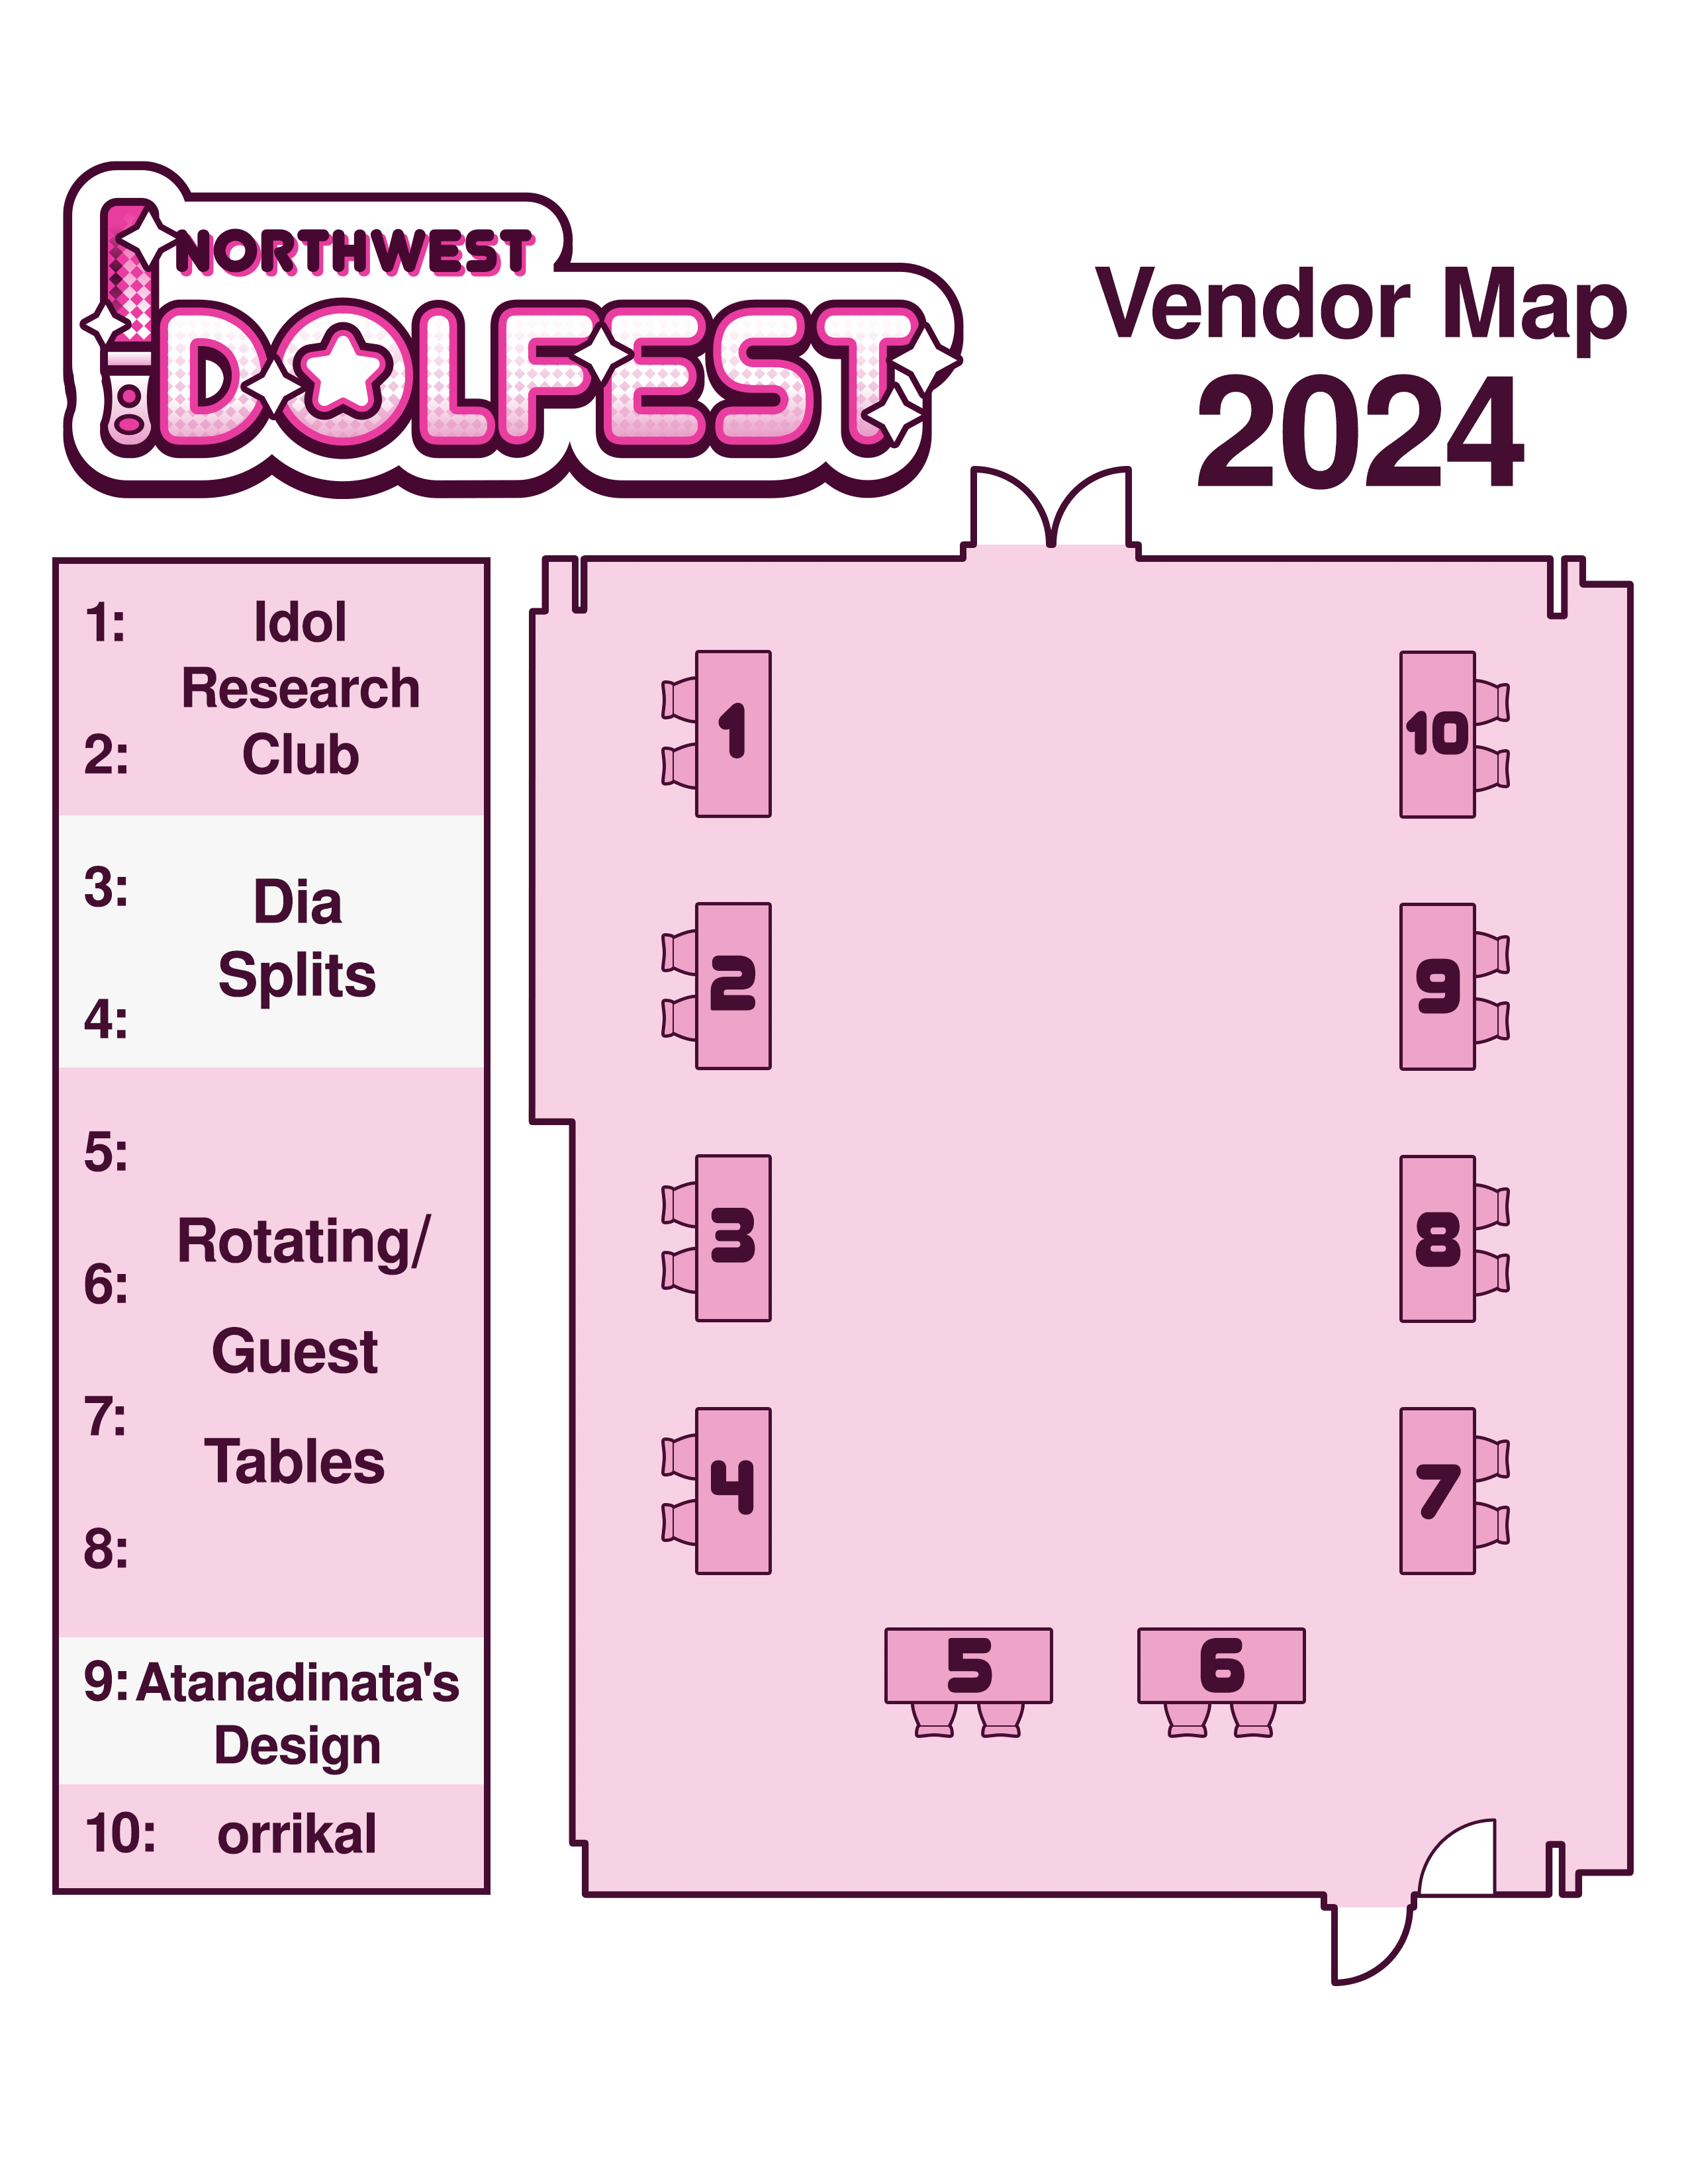 NORTHWEST
IDOLFEST
Vendor Map
2024
1: Idol
Research
2: Club
3:
Dia
Splits
4:
5:
Rotating/
6:
Guest
7:
Tables
8:
9: Atanadinata's
Design
10: orrikal
1
10
2
9
3
8
4
7
5
6